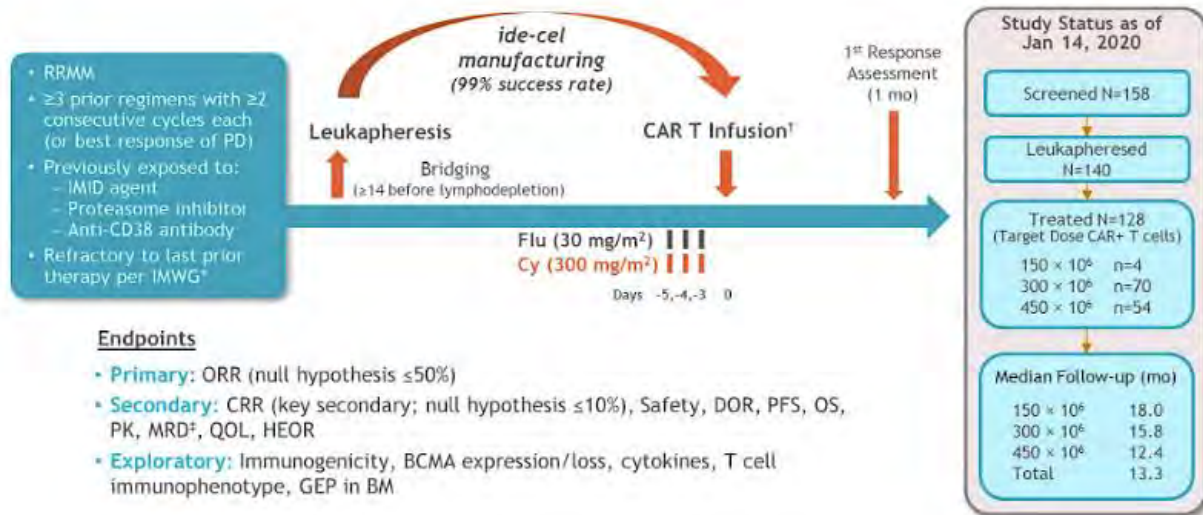 • RRMM
• ≥3 prior regimens with ≥2
consecutive cycles each
(or best response of PD)
• Previously exposed to:
– IMiD agent
– Proteasome inhibitor
– Anti-CD38 antibody
• Refractory to last prior
therapy per IMWG*
ide-cel
manufacturing
(99% success rate)
Leukapheresis
Bridging
(≥14 before lymphodepletion)
CAR T Infusion†
1st Response
Assessment
(1 mo)
Flu (30 mg/m²)
Cy (300 mg/m²)
Days -5,-4,-3 0
Endpoints
• Primary: ORR (null hypothesis ≤50%)
• Secondary: CRR (key secondary; null hypothesis ≤10%), Safety, DOR, PFS, OS,
PK, MRD‡, QOL, HEOR
• Exploratory: Immunogenicity, BCMA expression/loss, cytokines, T cell
immunophenotype, GEP in BM
Study Status as of
Jan 14, 2020
Screened N=158
Leukapheresed
N=140
Treated N=128
(Target Dose CAR+ T cells)
150 × 10⁶ n=4
300 × 10⁶ n=70
450 × 10⁶ n=54
Median Follow-up (mo)
150 × 10⁶ 18.0
300 × 10⁶ 15.8
450 × 10⁶ 12.4
Total 13.3